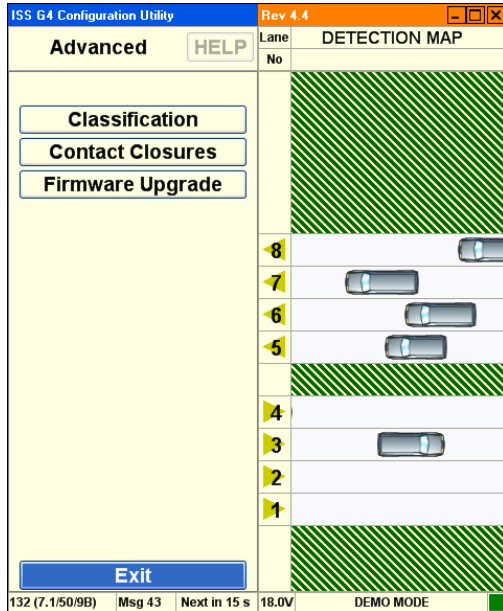 ISS G4 Configuration Utility
Rev 4.4
Advanced
HELP
Lane
No
DETECTION MAP
Classification
Contact Closures
Firmware Upgrade
8
7
6
5
4
3
2
1
Exit
132 (7.1/50/9B)
Msg 43
Next in 15 s
18.0V
DEMO MODE